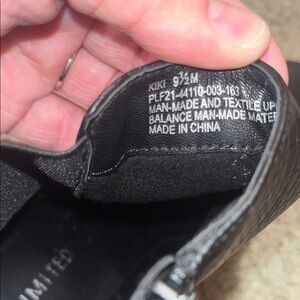 KIKI 9½M
PLF21-44110-003-163
MAN-MADE AND TEXTILE UP
BALANCE MAN-MADE MATE
MADE IN CHINA
IMITED